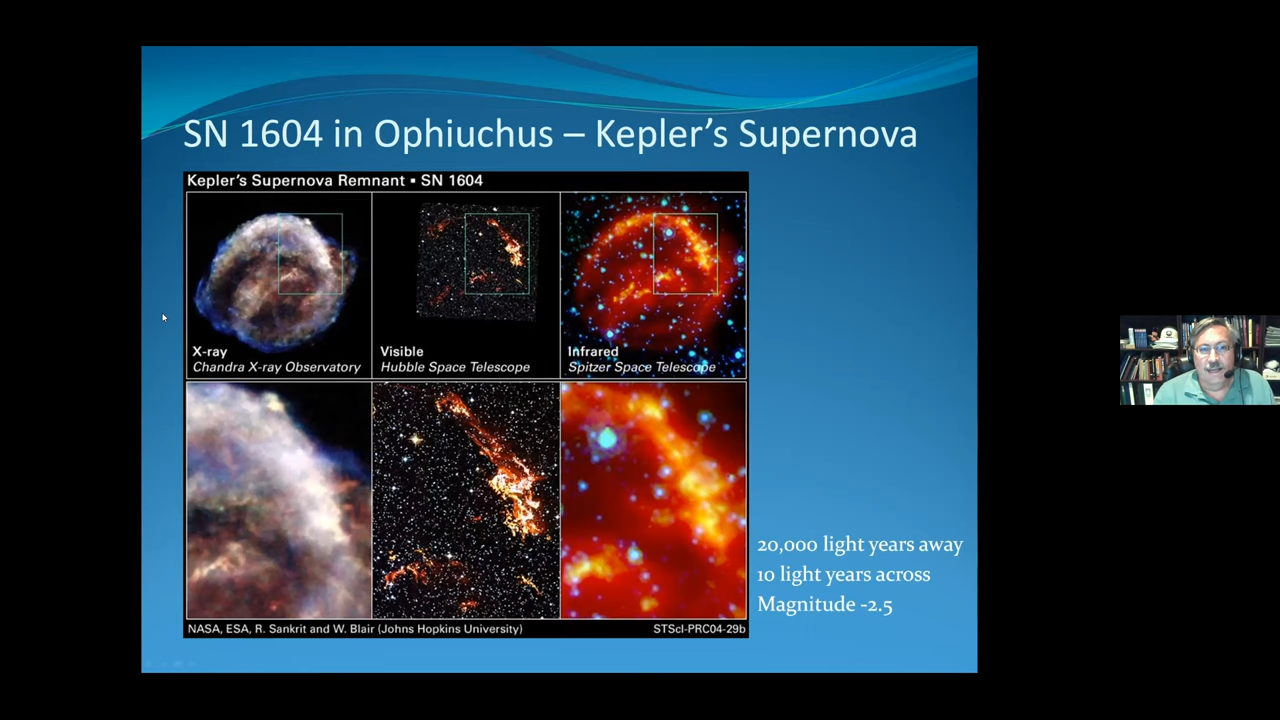 SN 1604 in Ophiuchus – Kepler's Supernova
Kepler's Supernova Remnant ▪ SN 1604
X-ray
Chandra X-ray Observatory
Visible
Hubble Space Telescope
Infrared
Spitzer Space Telescope
20,000 light years away
10 light years across
Magnitude -2.5
NASA, ESA, R. Sankrit and W. Blair (Johns Hopkins University)
STScI-PRC04-29b